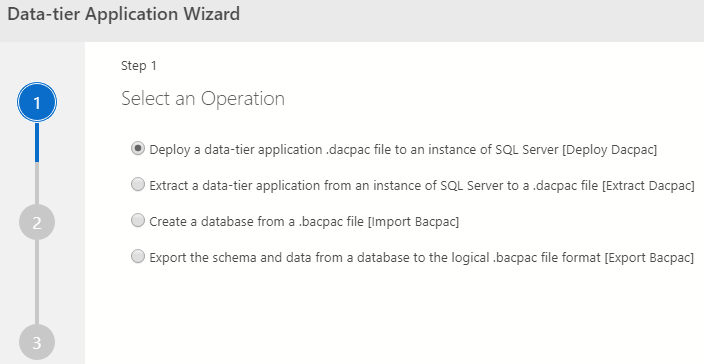 Data-tier Application Wizard
Step 1
1
Select an Operation
Deploy a data-tier application .dacpac file to an instance of SQL Server [Deploy Dacpac]
Extract a data-tier application from an instance of SQL Server to a .dacpac file [Extract Dacpac]
2
Create a database from a .bacpac file [Import Bacpac]
Export the schema and data from a database to the logical .bacpac file format [Export Bacpac]
3